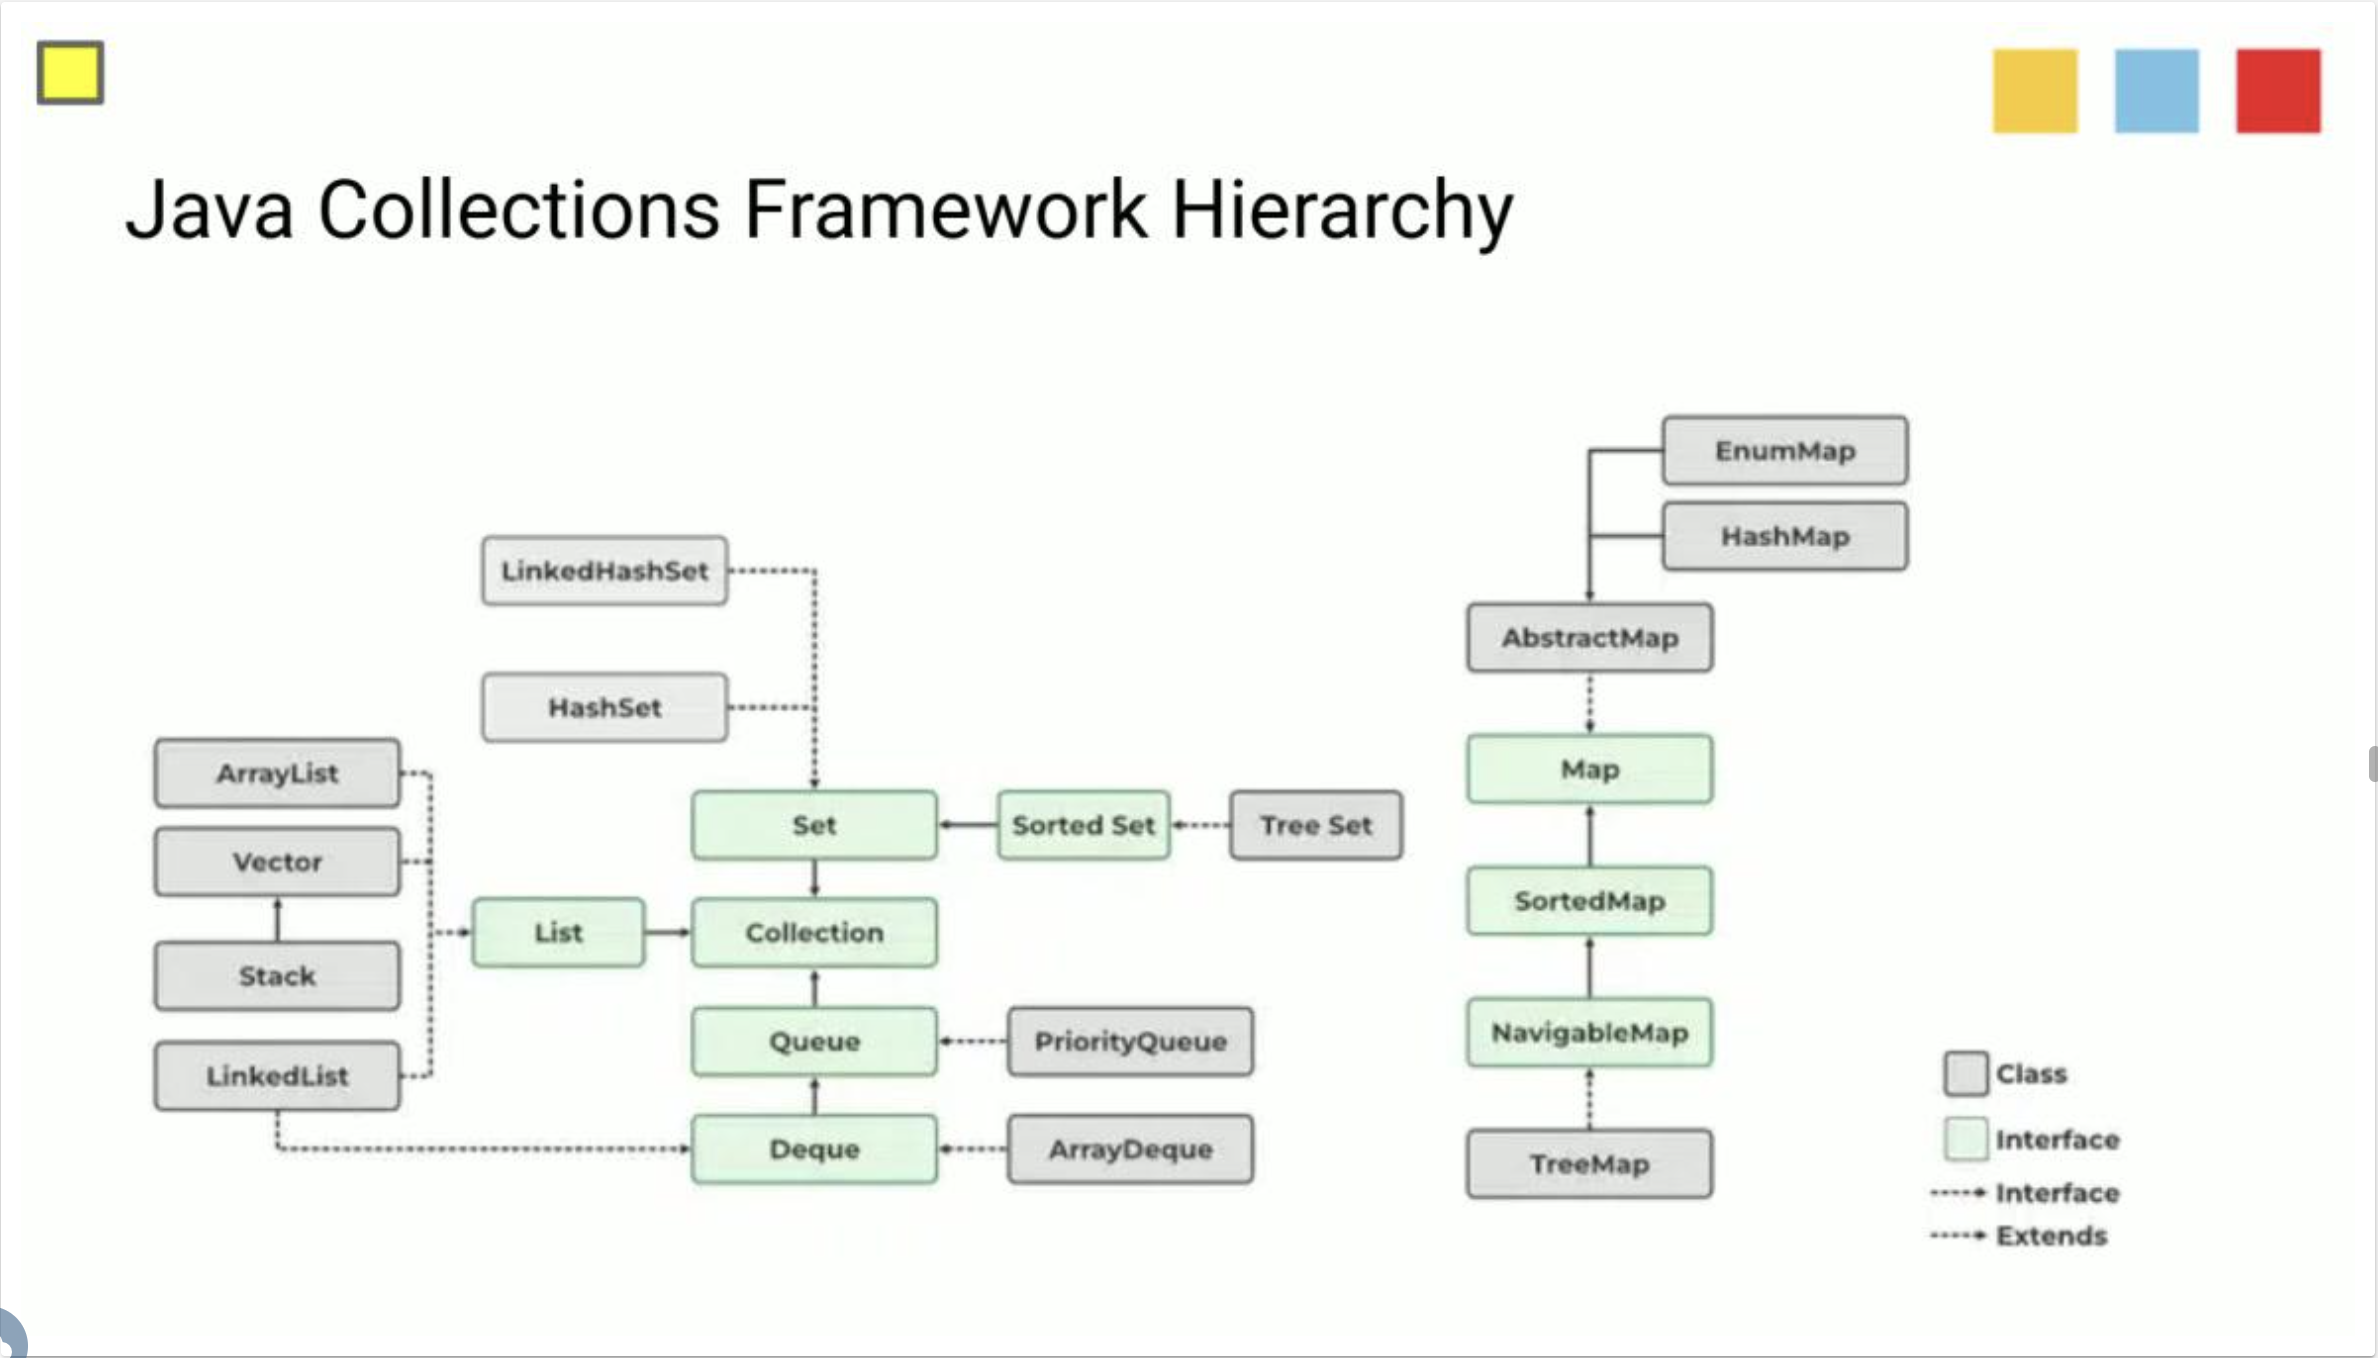 Java Collections Framework Hierarchy
EnumMap
HashMap
LinkedHashSet
AbstractMap
HashSet
ArrayList
Map
Set
Sorted Set
Tree Set
Vector
SortedMap
List
Collection
Stack
Queue
PriorityQueue
NavigableMap
LinkedList
Class
Deque
ArrayDeque
Interface
TreeMap
Interface
Extends